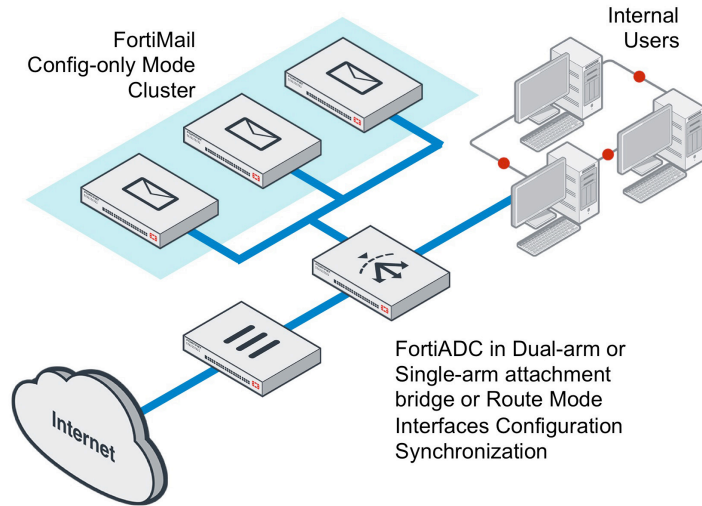 FortiMail
Config-only Mode
Cluster
Internal
Users
FortiADC in Dual-arm or
Single-arm attachment
bridge or Route Mode
Interfaces Configuration
Synchronization
Internet